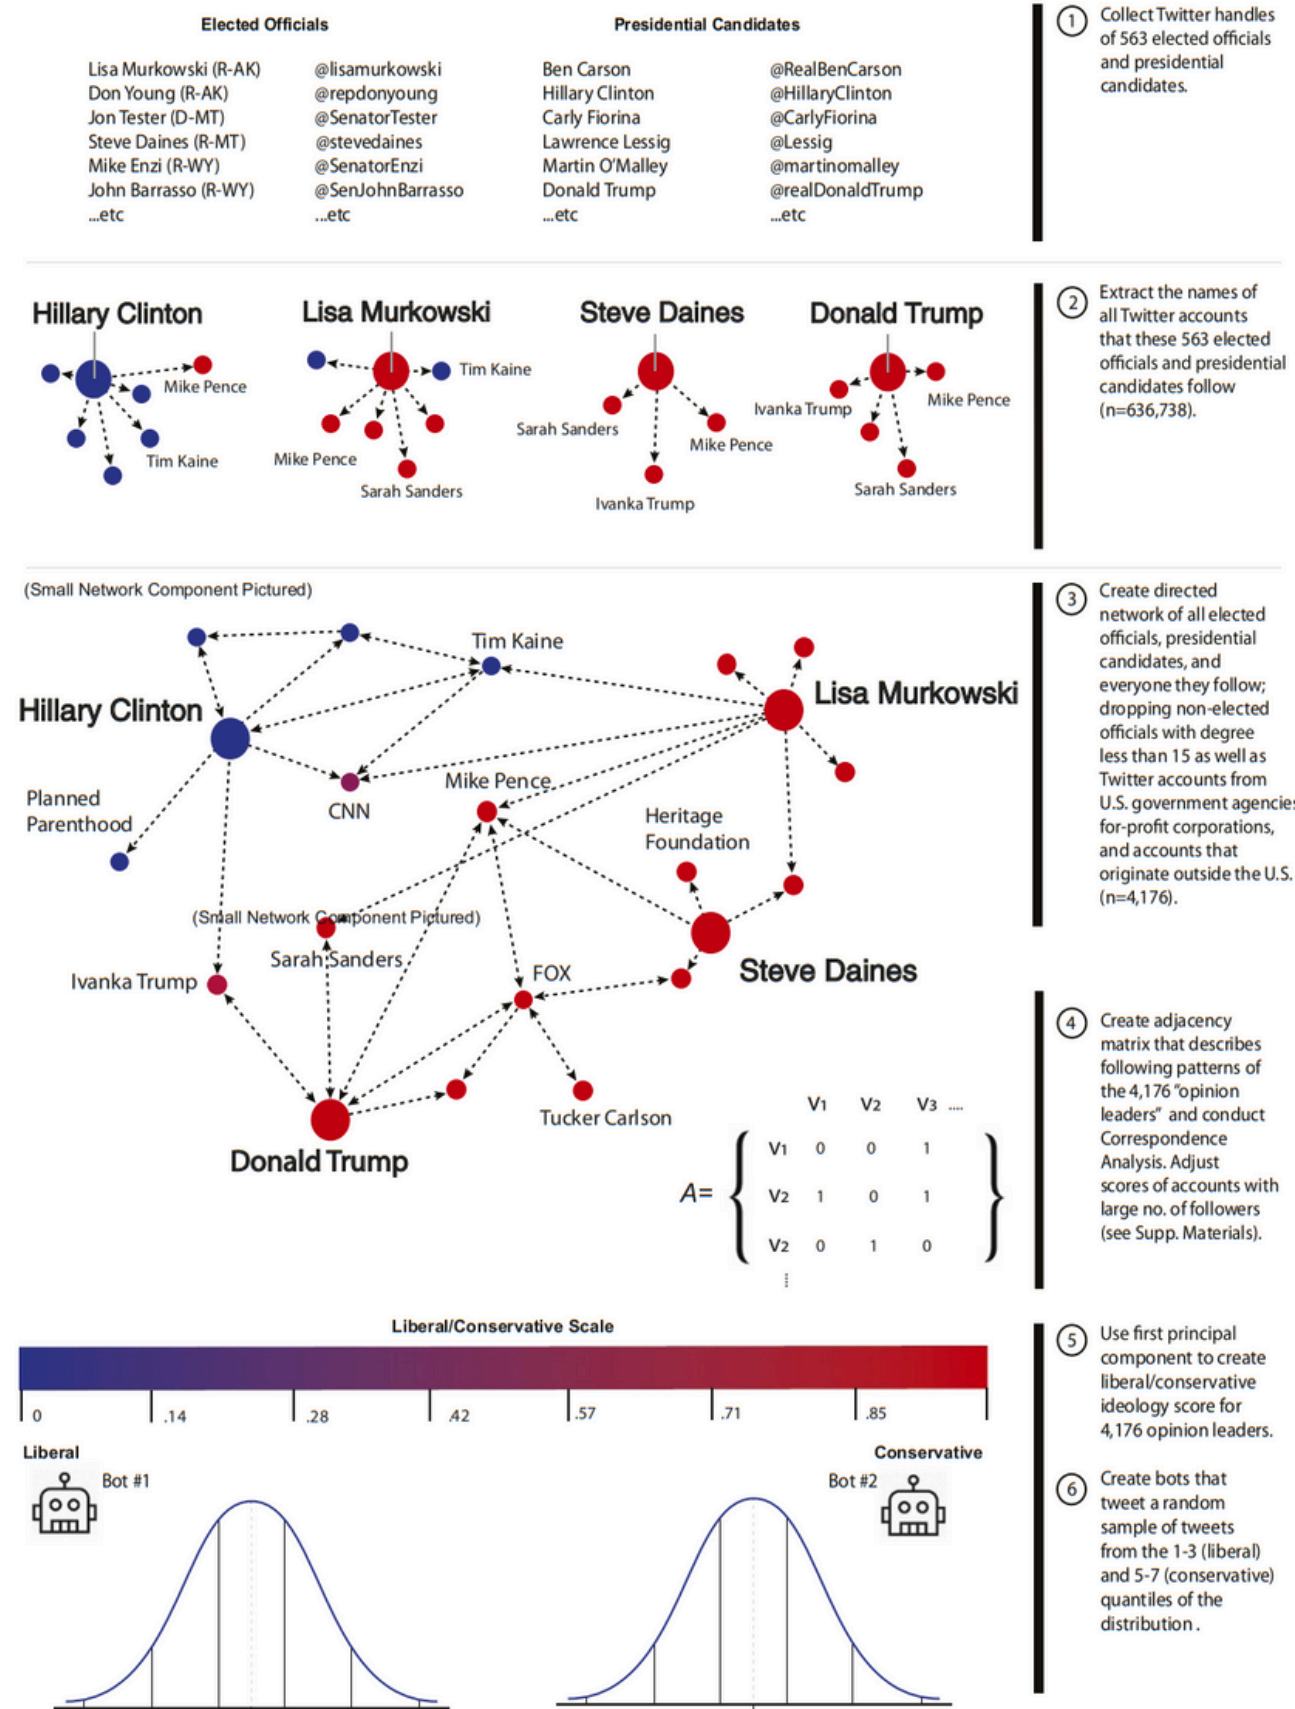 Elected Officials
Presidential Candidates
Lisa Murkowski (R-AK) @lisamurkowski Ben Carson @RealBenCarson
Don Young (R-AK) @repdonyoung Hillary Clinton @HillaryClinton
Jon Tester (D-MT) @SenatorTester Carly Fiorina @CarlyFiorina
Steve Daines (R-MT) @stevedaines Lawrence Lessig @Lessig
Mike Enzi (R-WY) @SenatorEnzi Martin O'Malley @martinomalley
John Barrasso (R-WY) @SenJohnBarrasso Donald Trump @realDonaldTrump
...etc ...etc ...etc ...etc
1
Collect Twitter handles
of 563 elected officials
and presidential
candidates.
Hillary Clinton
Mike Pence
Tim Kaine
Lisa Murkowski
Tim Kaine
Mike Pence
Sarah Sanders
Steve Daines
Sarah Sanders
Mike Pence
Ivanka Trump
Donald Trump
Ivanka Trump
Mike Pence
Sarah Sanders
2
Extract the names of
all Twitter accounts
that these 563 elected
officials and presidential
candidates follow
(n=636,738).
(Small Network Component Pictured)
Tim Kaine
Hillary Clinton
Lisa Murkowski
Planned
Parenthood
CNN
Mike Pence
Heritage
Foundation
(Small Network Component Pictured)
Sarah Sanders
Ivanka Trump
FOX
Steve Daines
Tucker Carlson
Donald Trump
3
Create directed
network of all elected
officials, presidential
candidates, and
everyone they follow;
dropping non-elected
officials with degree
less than 15 as well as
Twitter accounts from
U.S. government agencies
for-profit corporations,
and accounts that
originate outside the U.S.
(n=4,176).
V1 V2 V3 ....
V1 0 0 1
A= V2 1 0 1
V2 0 1 0
4
Create adjacency
matrix that describes
following patterns of
the 4,176 "opinion
leaders" and conduct
Correspondence
Analysis. Adjust
scores of accounts with
large no. of followers
(see Supp. Materials).
Liberal/Conservative Scale
0 .14 .28 .42 .57 .71 .85
Liberal
Conservative
Bot #1
Bot #2
5
Use first principal
component to create
liberal/conservative
ideology score for
4,176 opinion leaders.
6
Create bots that
tweet a random
sample of tweets
from the 1-3 (liberal)
and 5-7 (conservative)
quantiles of the
distribution .